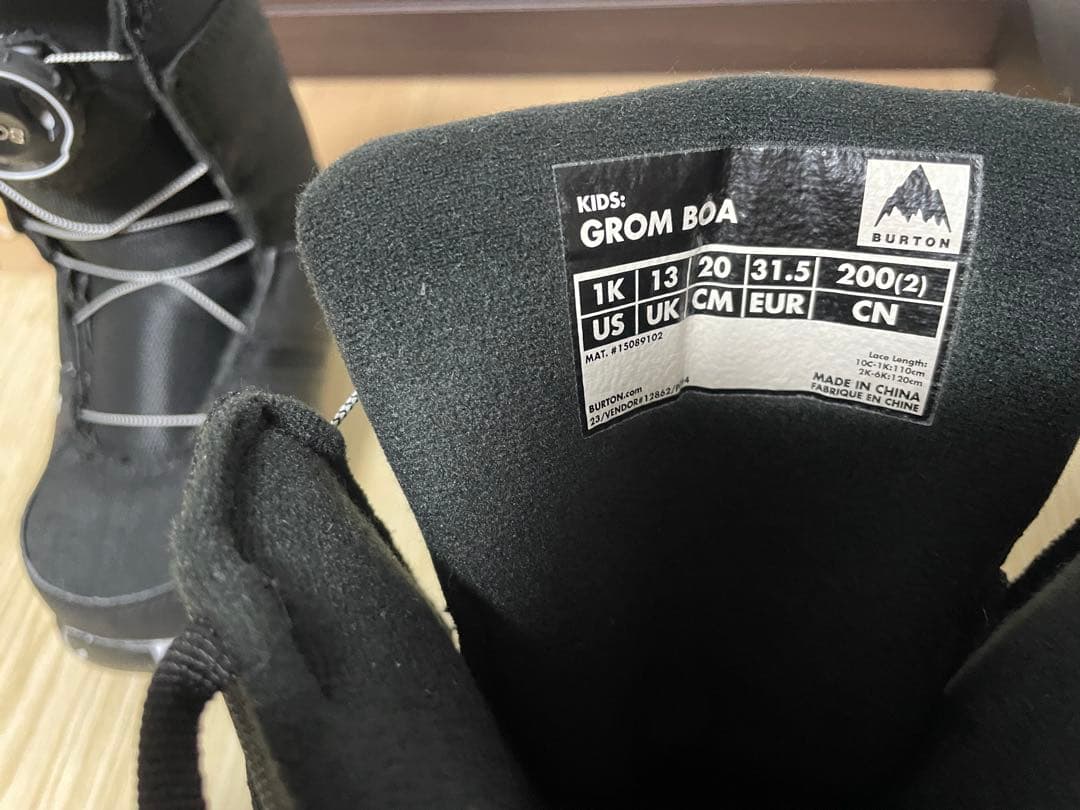 KIDS:
GROM BOA
BURTON
1K 13 20 31.5 200(2)
US UK CM EUR CN
MAT. #15089102
Lace Length:
10C-1K:110cm
2K-6K:120cm
MADE IN CHINA
FABRIQUE EN CHINE
BURTON.com